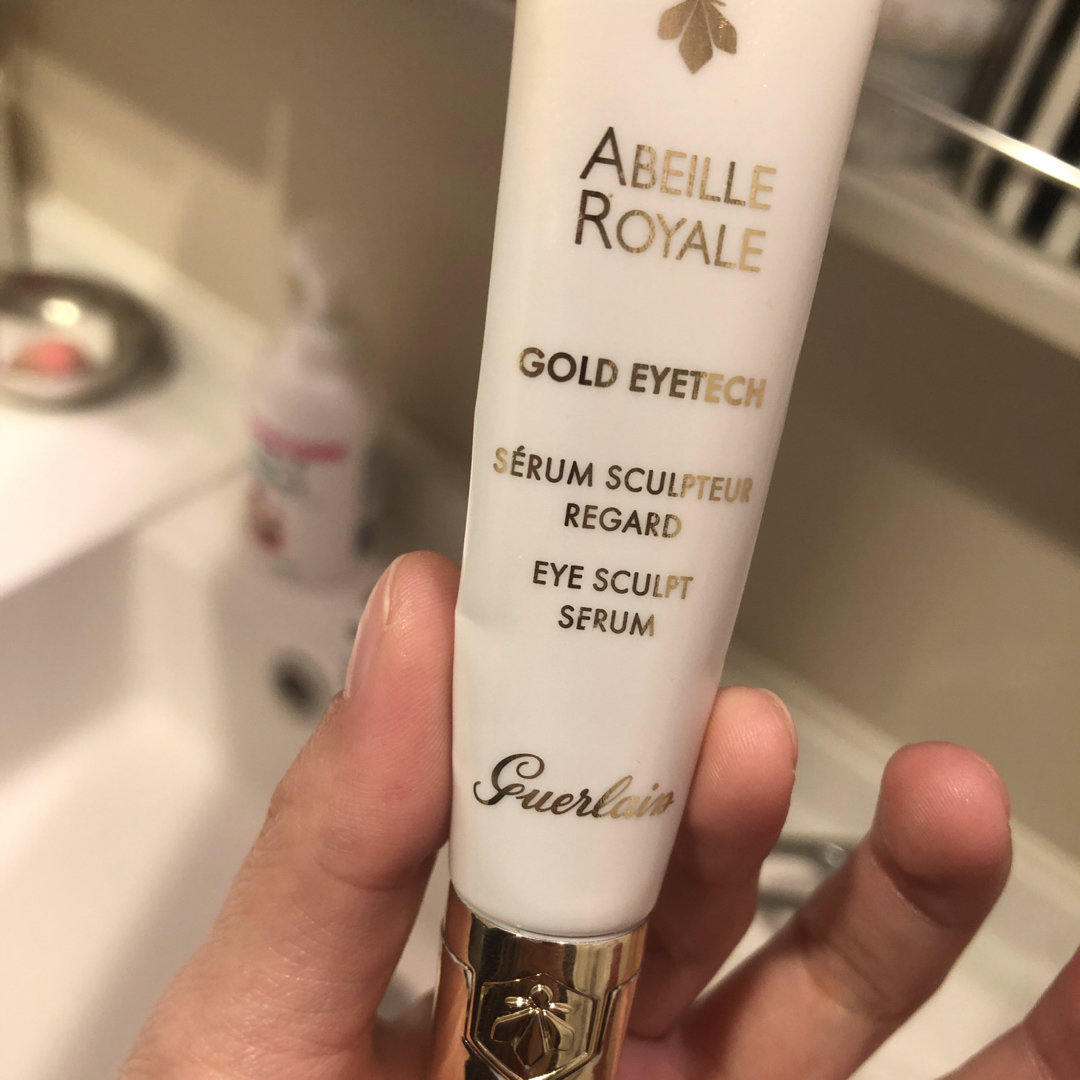 ABEILLE
ROYALE
GOLD EYETECH
SÉRUM SCULPTEUR
REGARD
EYE SCULPT
SERUM
Guerlain